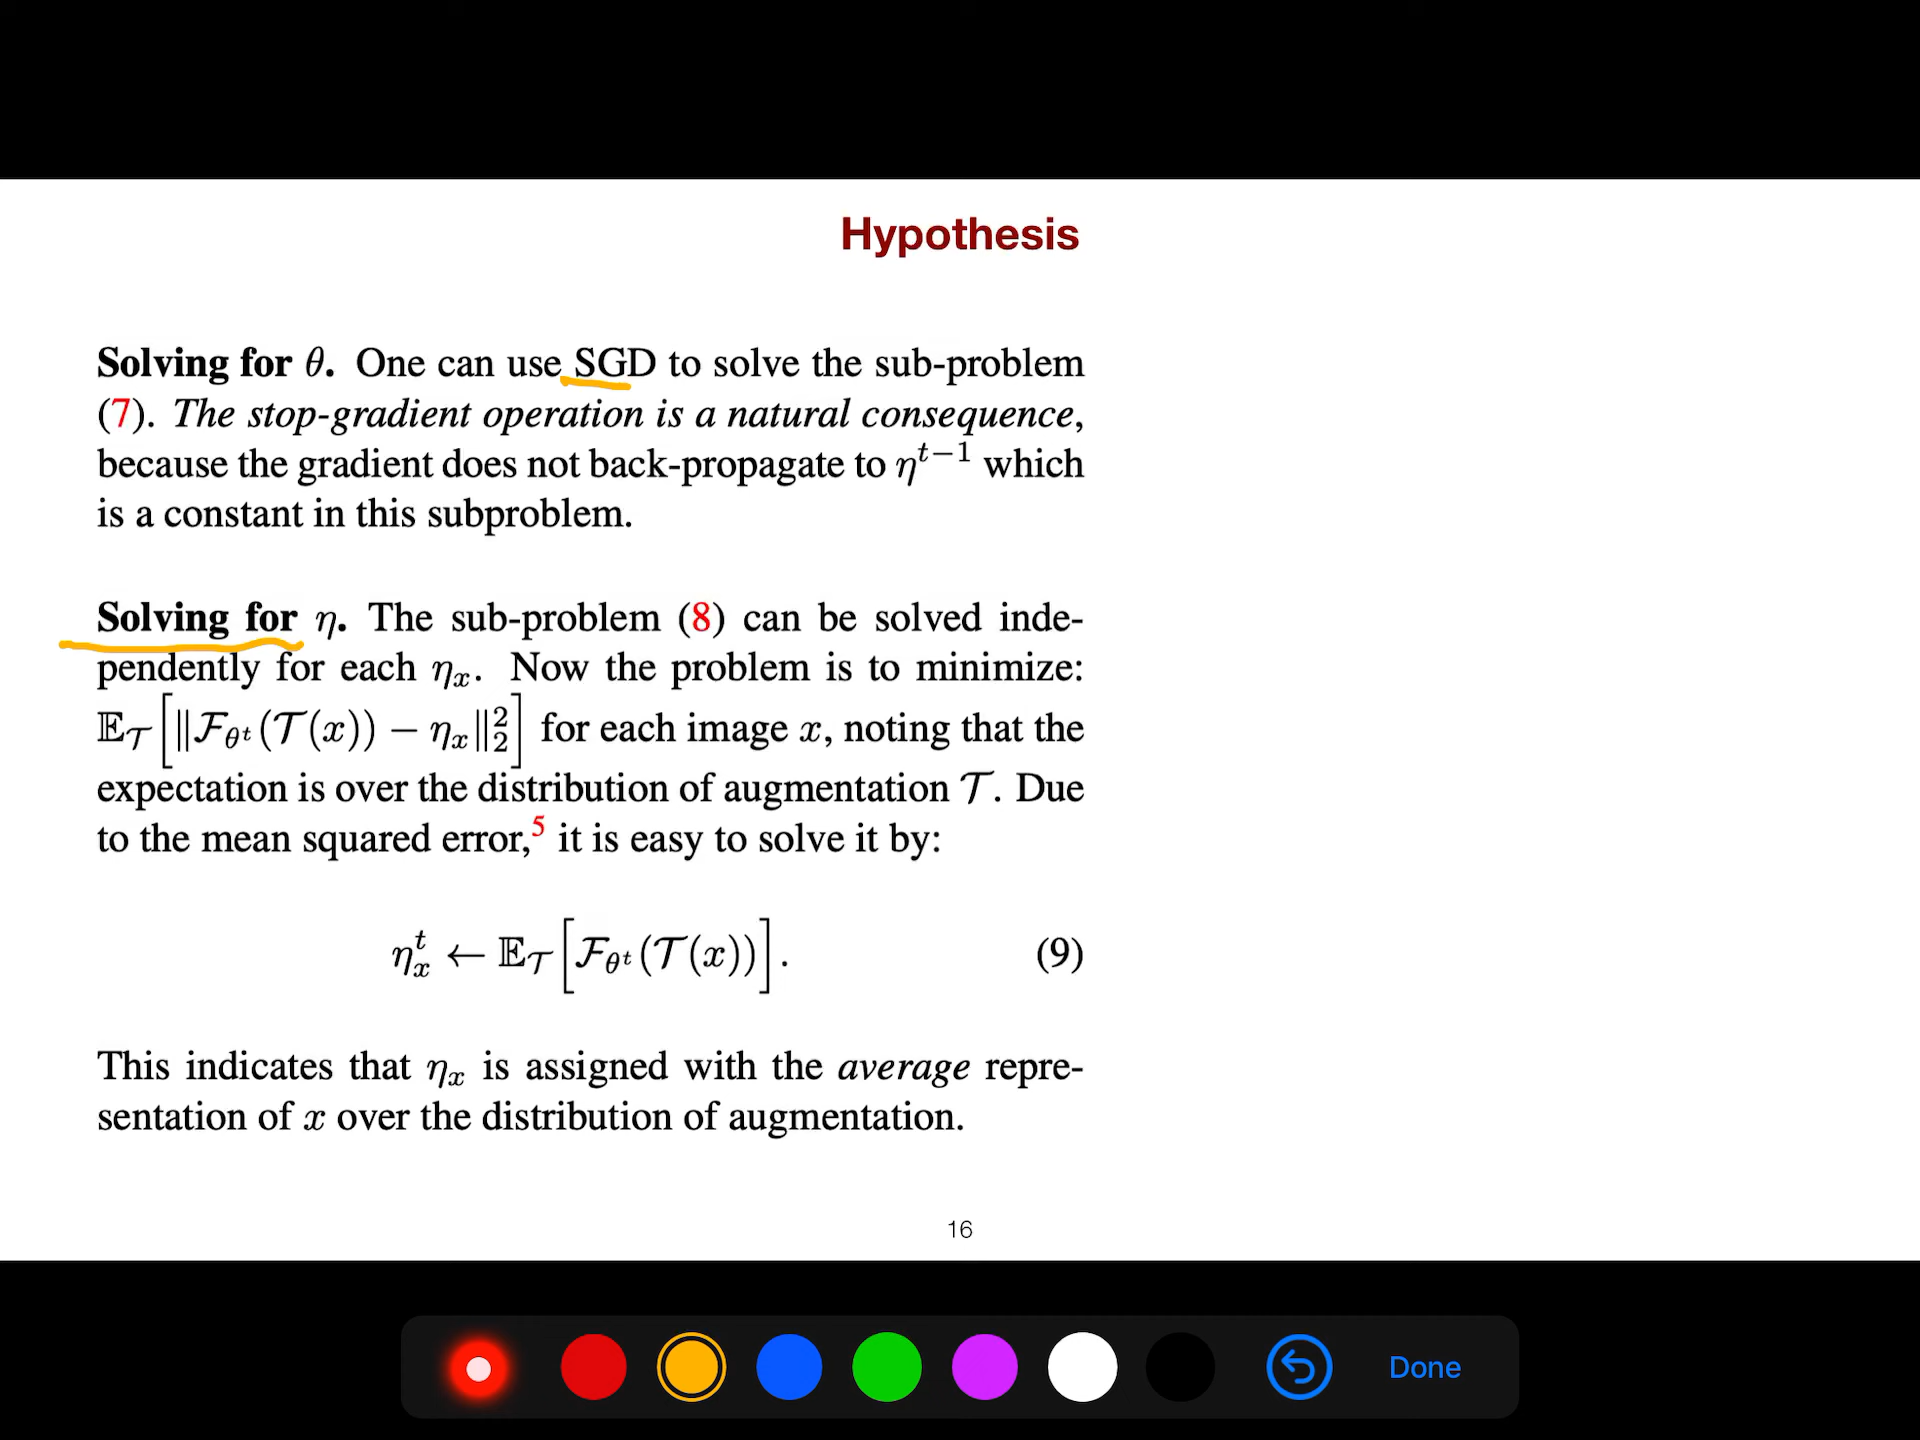 Hypothesis
Solving for θ. One can use SGD to solve the sub-problem
(7). The stop-gradient operation is a natural consequence,
because the gradient does not back-propagate to η^{t−1} which
is a constant in this subproblem.
Solving for η. The sub-problem (8) can be solved inde-
pendently for each η_x. Now the problem is to minimize:
𝔼_𝒯[‖ℱ_{θ^t}(𝒯(x)) − η_x‖₂²] for each image x, noting that the
expectation is over the distribution of augmentation 𝒯. Due
to the mean squared error,⁵ it is easy to solve it by:
η_x^t ← 𝔼_𝒯[ℱ_{θ^t}(𝒯(x))]. (9)
This indicates that η_x is assigned with the average repre-
sentation of x over the distribution of augmentation.
16
Done